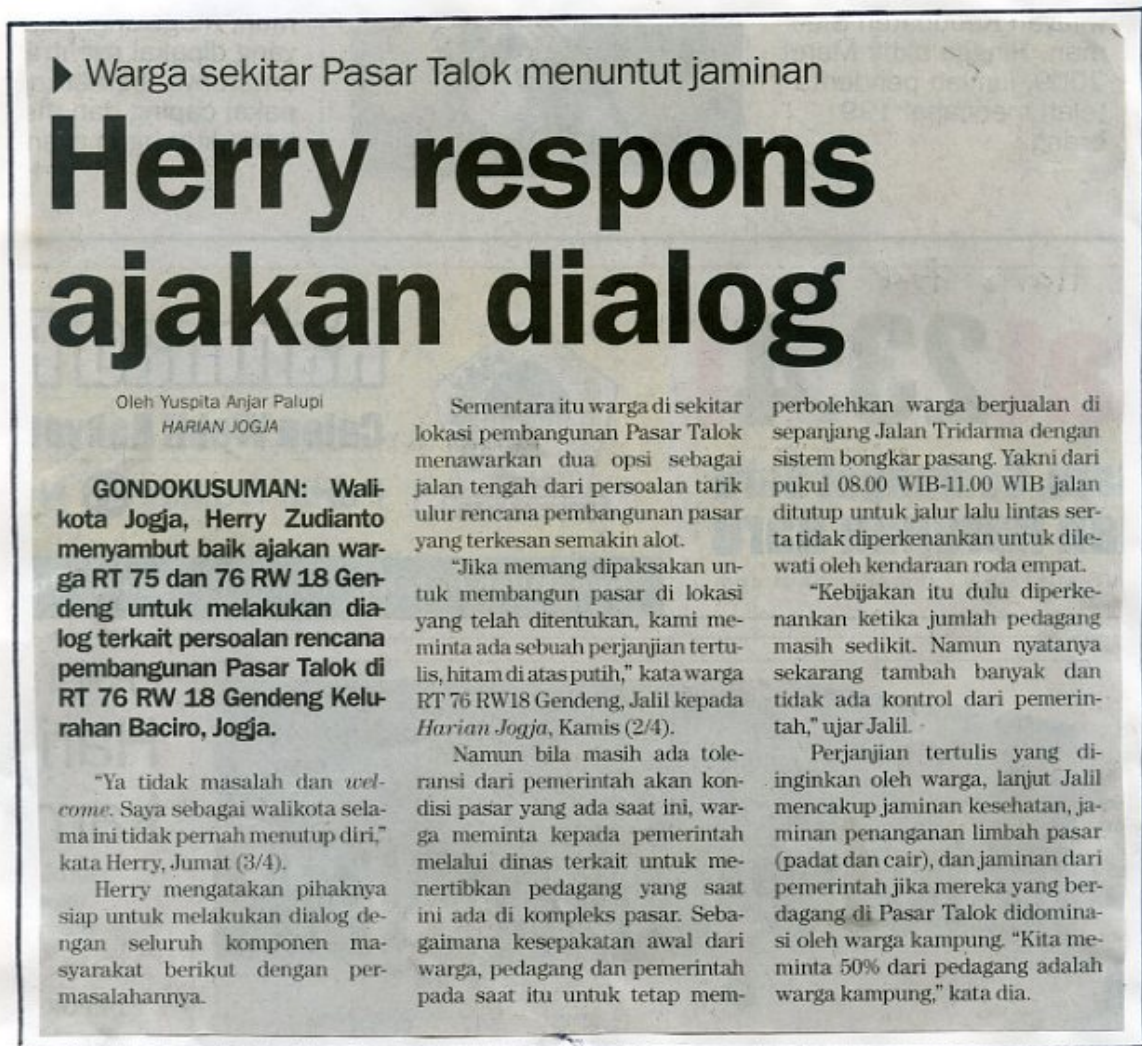 ▶ Warga sekitar Pasar Talok menuntut jaminan
Herry respons
ajakan dialog
Oleh Yuspita Anjar Palupi
HARIAN JOGJA
GONDOKUSUMAN: Wali-
kota Jogja, Herry Zudianto
menyambut baik ajakan war-
ga RT 75 dan 76 RW 18 Gen-
deng untuk melakukan dia-
log terkait persoalan rencana
pembangunan Pasar Talok di
RT 76 RW 18 Gendeng Kelu-
rahan Baciro, Jogja.
"Ya tidak masalah dan wel-
come. Saya sebagai walikota sela-
ma ini tidak pernah menutup diri,"
kata Herry, Jumat (3/4).
Herry mengatakan pihaknya
siap untuk melakukan dialog de-
ngan seluruh komponen ma-
syarakat berikut dengan per-
masalahannya.
Sementara itu warga di sekitar
lokasi pembangunan Pasar Talok
menawarkan dua opsi sebagai
jalan tengah dari persoalan tarik
ulur rencana pembangunan pasar
yang terkesan semakin alot.
"Jika memang dipaksakan un-
tuk membangun pasar di lokasi
yang telah ditentukan, kami me-
minta ada sebuah perjanjian tertu-
lis, hitam di atas putih," kata warga
RT 76 RW18 Gendeng, Jalil kepada
Harian Jogja, Kamis (2/4).
Namun bila masih ada tole-
ransi dari pemerintah akan kon-
disi pasar yang ada saat ini, war-
ga meminta kepada pemerintah
melalui dinas terkait untuk me-
nertibkan pedagang yang saat
ini ada di kompleks pasar. Seba-
gaimana kesepakatan awal dari
warga, pedagang dan pemerintah
pada saat itu untuk tetap mem-
perbolehkan warga berjualan di
sepanjang Jalan Tridarma dengan
sistem bongkar pasang. Yakni dari
pukul 08.00 WIB-11.00 WIB jalan
ditutup untuk jalur lalu lintas ser-
ta tidak diperkenankan untuk dile-
wati oleh kendaraan roda empat.
"Kebijakan itu dulu diperke-
nankan ketika jumlah pedagang
masih sedikit. Namun nyatanya
sekarang tambah banyak dan
tidak ada kontrol dari pemerin-
tah," ujar Jalil.
Perjanjian tertulis yang di-
inginkan oleh warga, lanjut Jalil
mencakup jaminan kesehatan, ja-
minan penanganan limbah pasar
(padat dan cair), dan jaminan dari
pemerintah jika mereka yang ber-
dagang di Pasar Talok didomina-
si oleh warga kampung. "Kita me-
minta 50% dari pedagang adalah
warga kampung," kata dia.